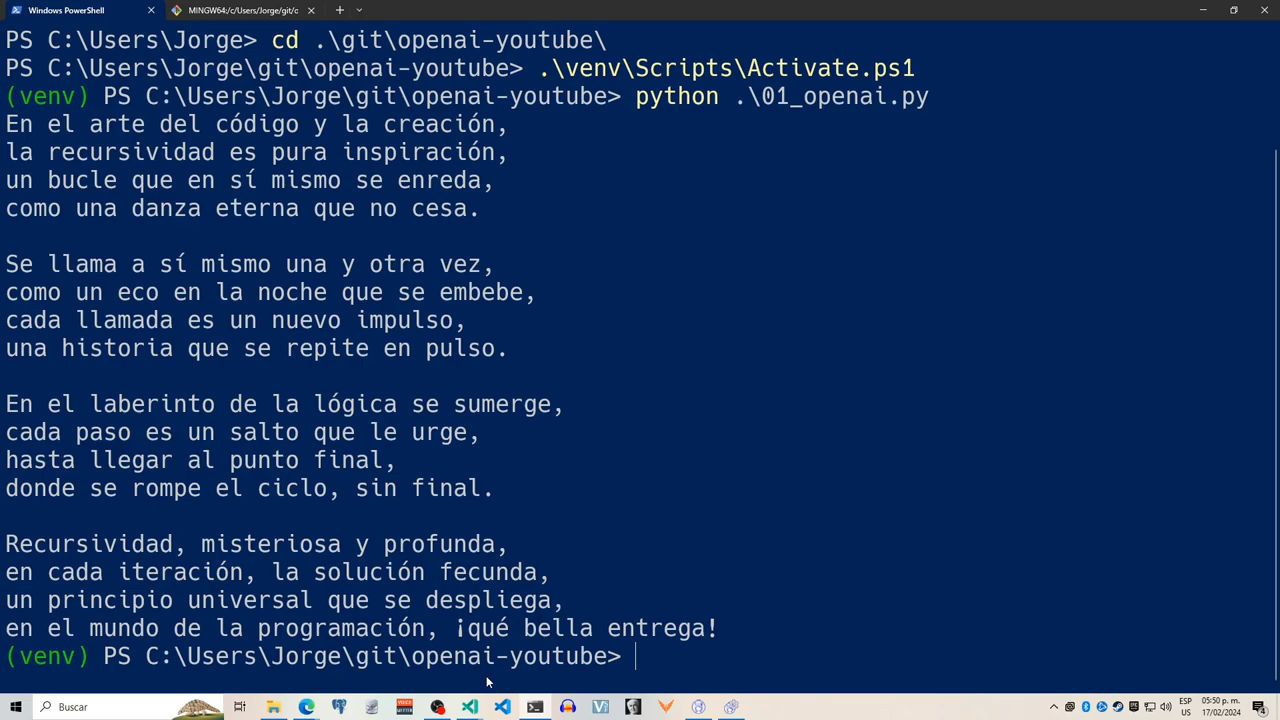 Windows PowerShell
MINGW64:/c/Users/Jorge/git/o
PS C:\Users\Jorge> cd .\git\openai-youtube\
PS C:\Users\Jorge\git\openai-youtube> .\venv\Scripts\Activate.ps1
(venv) PS C:\Users\Jorge\git\openai-youtube> python .\01_openai.py
En el arte del código y la creación,
la recursividad es pura inspiración,
un bucle que en sí mismo se enreda,
como una danza eterna que no cesa.
Se llama a sí mismo una y otra vez,
como un eco en la noche que se embebe,
cada llamada es un nuevo impulso,
una historia que se repite en pulso.
En el laberinto de la lógica se sumerge,
cada paso es un salto que le urge,
hasta llegar al punto final,
donde se rompe el ciclo, sin final.
Recursividad, misteriosa y profunda,
en cada iteración, la solución fecunda,
un principio universal que se despliega,
en el mundo de la programación, ¡qué bella entrega!
(venv) PS C:\Users\Jorge\git\openai-youtube>
Buscar
ESP
US
05:50 p. m.
17/02/2024